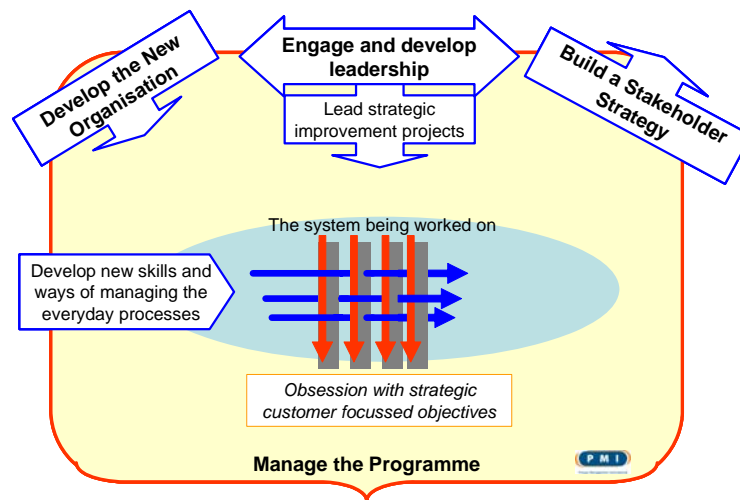 Develop the New
Organisation
Engage and develop
leadership
Lead strategic
improvement projects
Build a Stakeholder
Strategy
The system being worked on
Develop new skills and
ways of managing the
everyday processes
Obsession with strategic
customer focussed objectives
Manage the Programme
PMI